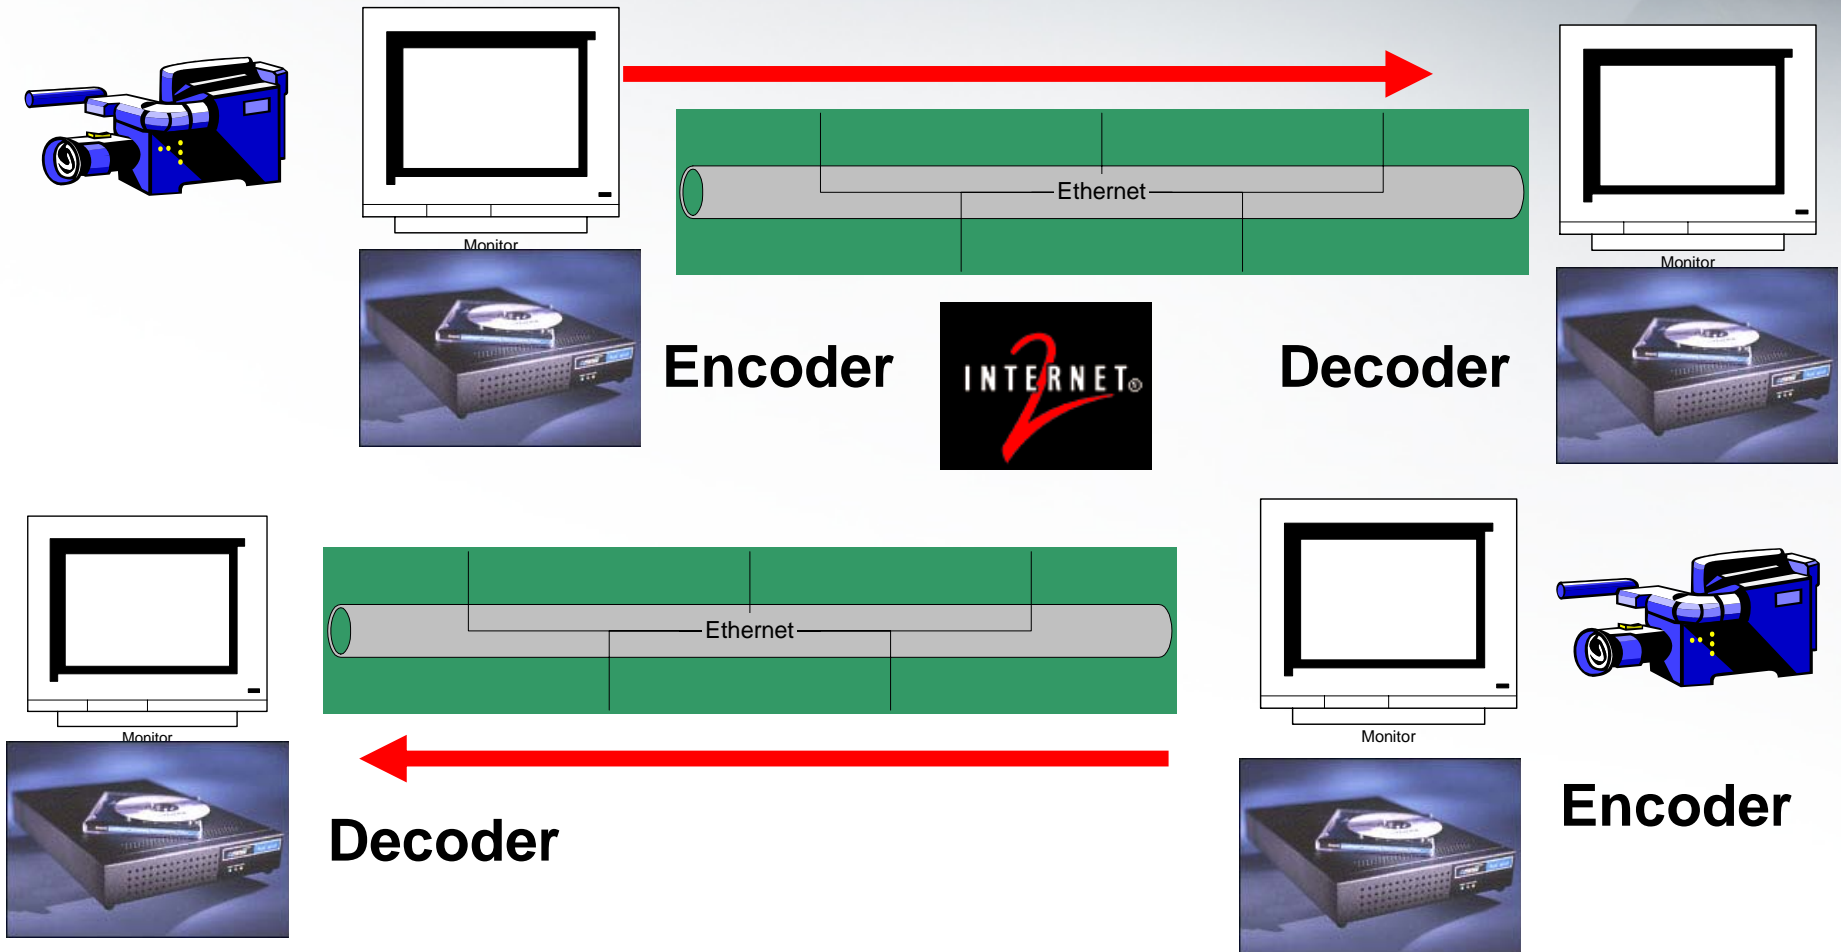 Monitor
Ethernet
Monitor
Encoder
INTERNET®
2
Decoder
Ethernet
Monitor
Monitor
Encoder
Decoder